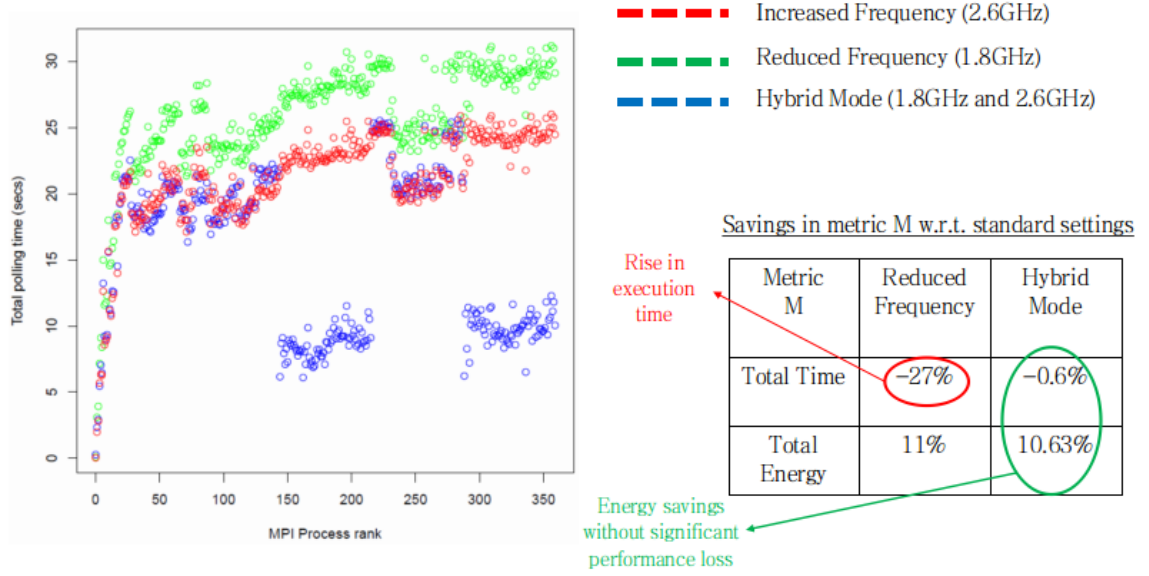 Increased Frequency (2.6GHz)
Reduced Frequency (1.8GHz)
Hybrid Mode (1.8GHz and 2.6GHz)
Total polling time (secs)
30
25
20
15
10
5
0
0
50
100
150
200
250
300
350
MPI Process rank
Savings in metric M w.r.t. standard settings
Rise in
execution
time
Metric
M
Reduced
Frequency
Hybrid
Mode
Total Time
-27%
-0.6%
Total
Energy
11%
10.63%
Energy savings
without significant
performance loss